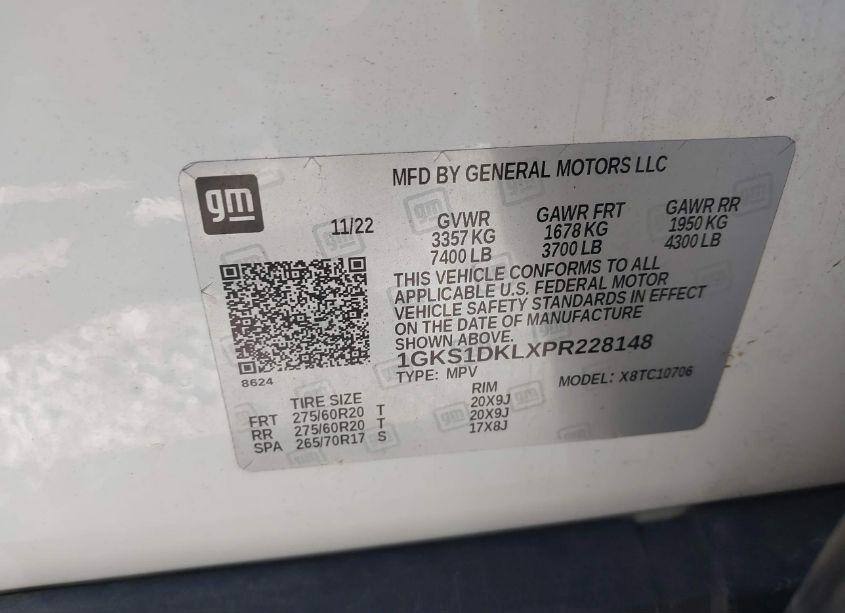 gm
MFD BY GENERAL MOTORS LLC
11/22
GVWR GAWR FRT GAWR RR
3357 KG 1678 KG 1950 KG
7400 LB 3700 LB 4300 LB
THIS VEHICLE CONFORMS TO ALL
APPLICABLE U.S. FEDERAL MOTOR
VEHICLE SAFETY STANDARDS IN EFFECT
ON THE DATE OF MANUFACTURE
SHOWN ABOVE.
1GKS1DKLXPR228148
TYPE: MPV MODEL: X8TC10706
8624
TIRE SIZE RIM
FRT 275/60R20 T 20X9J
RR 275/60R20 T 20X9J
SPA 265/70R17 S 17X8J